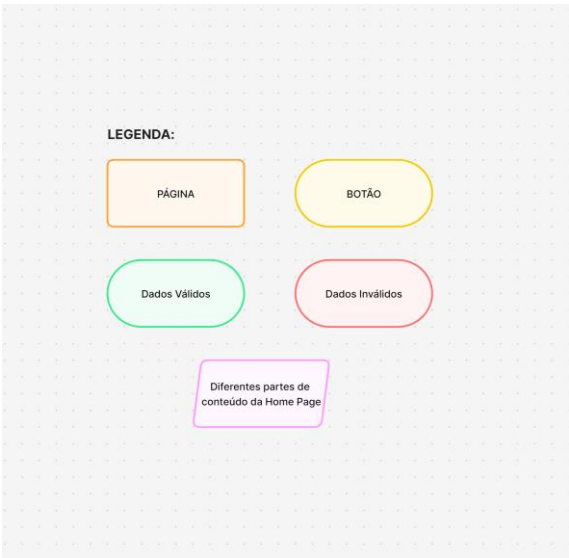 LEGENDA:
PÁGINA
BOTÃO
Dados Válidos
Dados Inválidos
Diferentes partes de
conteúdo da Home Page